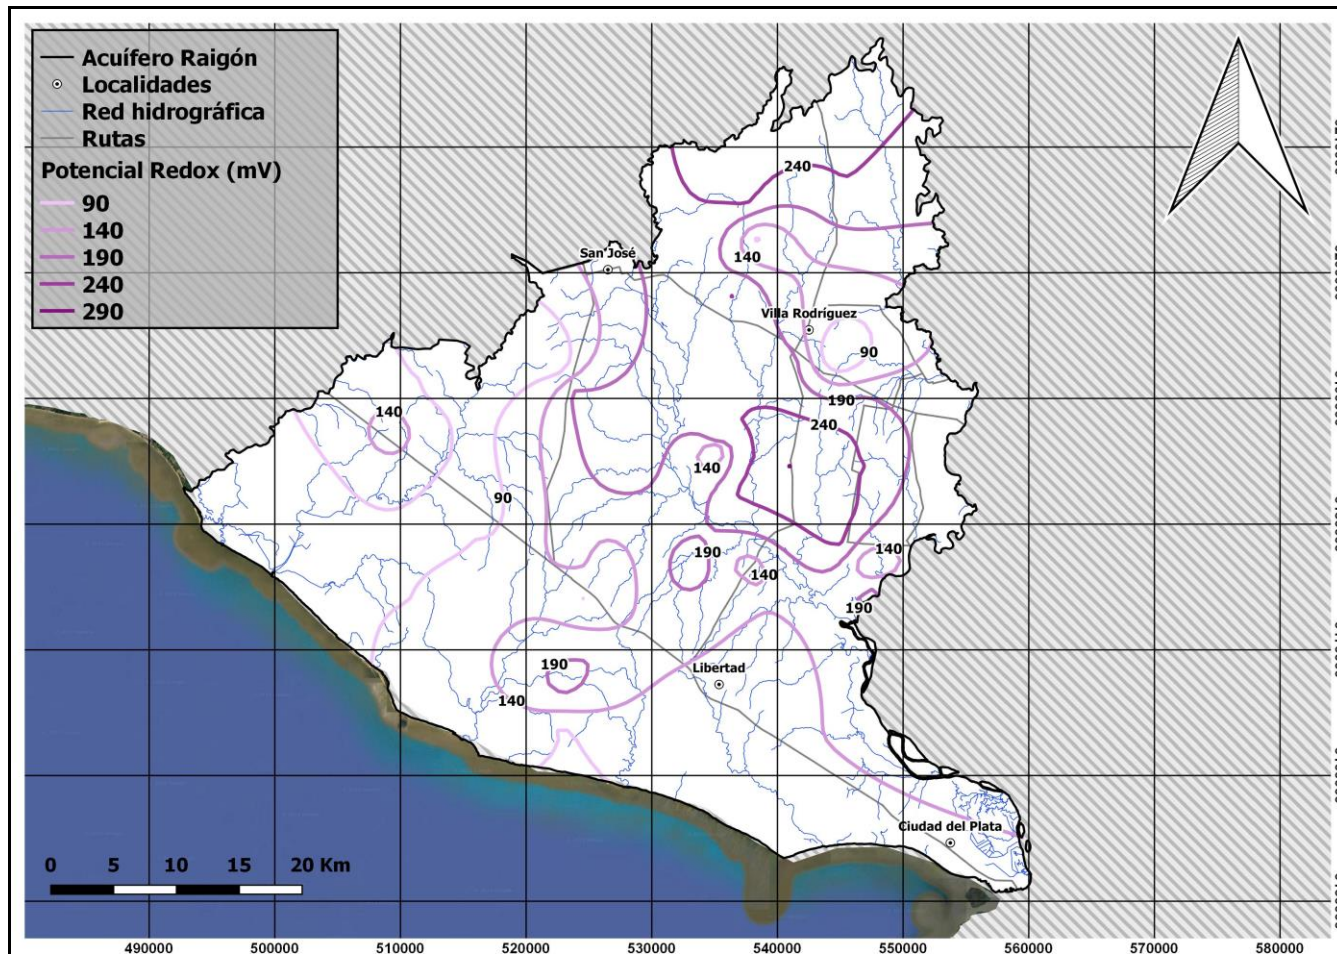 Acuífero Raigón
Localidades
Red hidrográfica
Rutas
Potencial Redox (mV)
90
140
190
240
290
240
San José
140
Villa Rodríguez
90
140
190
240
140
90
190
140
140
190
190
Libertad
140
Ciudad del Plata
0 5 10 15 20 Km
490000 500000 510000 520000 530000 540000 550000 560000 570000 580000